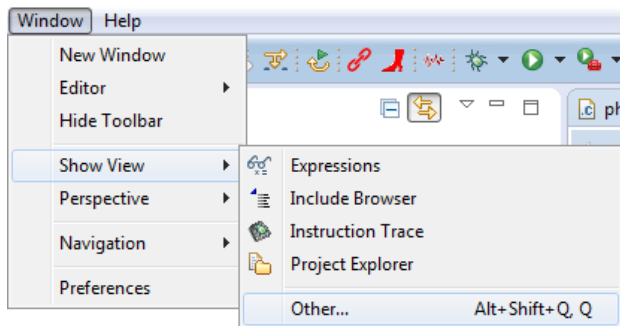 Window Help
New Window
Editor
Hide Toolbar
Show View
Perspective
Navigation
Preferences
Expressions
Include Browser
Instruction Trace
Project Explorer
Other... Alt+Shift+Q, Q
.c ph